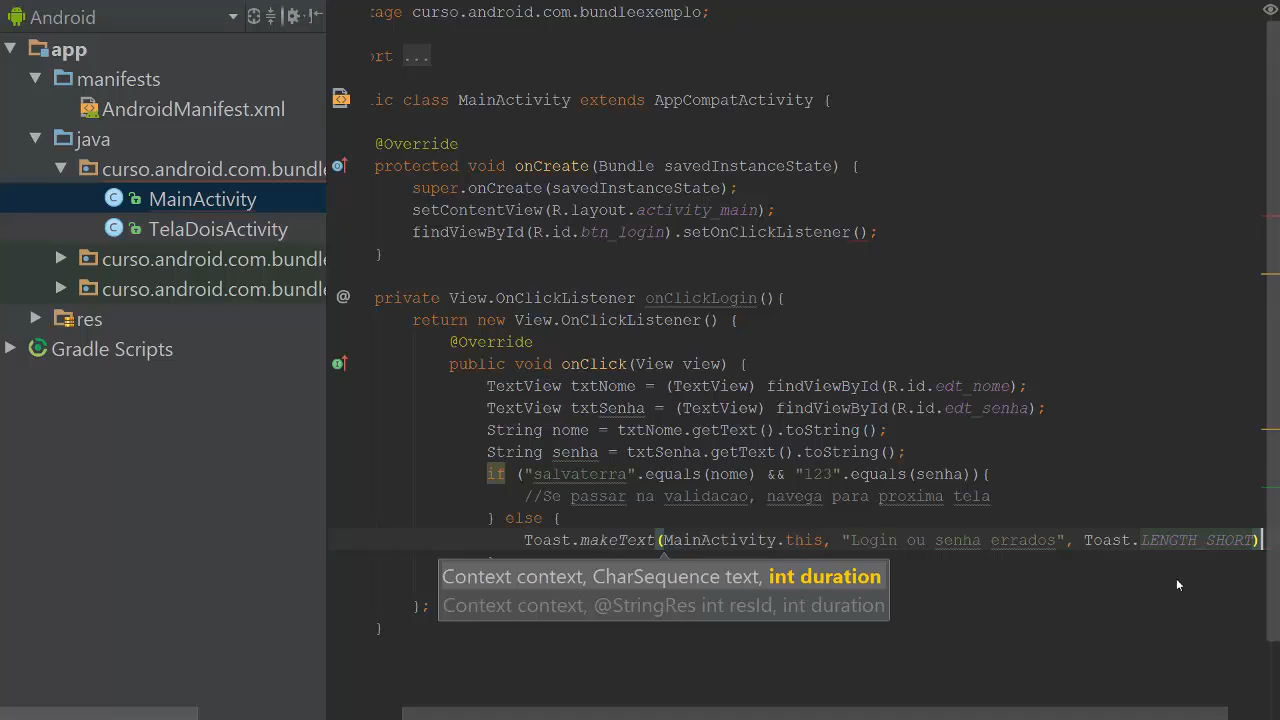 Android
app
manifests
AndroidManifest.xml
java
curso.android.com.bundle
MainActivity
TelaDoisActivity
curso.android.com.bundle
curso.android.com.bundle
res
Gradle Scripts
age curso.android.com.bundleexemplo;
ort ...
ic class MainActivity extends AppCompatActivity {
@Override
protected void onCreate(Bundle savedInstanceState) {
super.onCreate(savedInstanceState);
setContentView(R.layout.activity_main);
findViewById(R.id.btn_login).setOnClickListener();
}
private View.OnClickListener onClickLogin(){
return new View.OnClickListener() {
@Override
public void onClick(View view) {
TextView txtNome = (TextView) findViewById(R.id.edt_nome);
TextView txtSenha = (TextView) findViewById(R.id.edt_senha);
String nome = txtNome.getText().toString();
String senha = txtSenha.getText().toString();
if ("salvaterra".equals(nome) && "123".equals(senha)){
//Se passar na validacao, navega para proxima tela
} else {
Toast.makeText(MainActivity.this, "Login ou senha errados", Toast.LENGTH_SHORT)
Context context, CharSequence text, int duration
Context context, @StringRes int resId, int duration
};
}